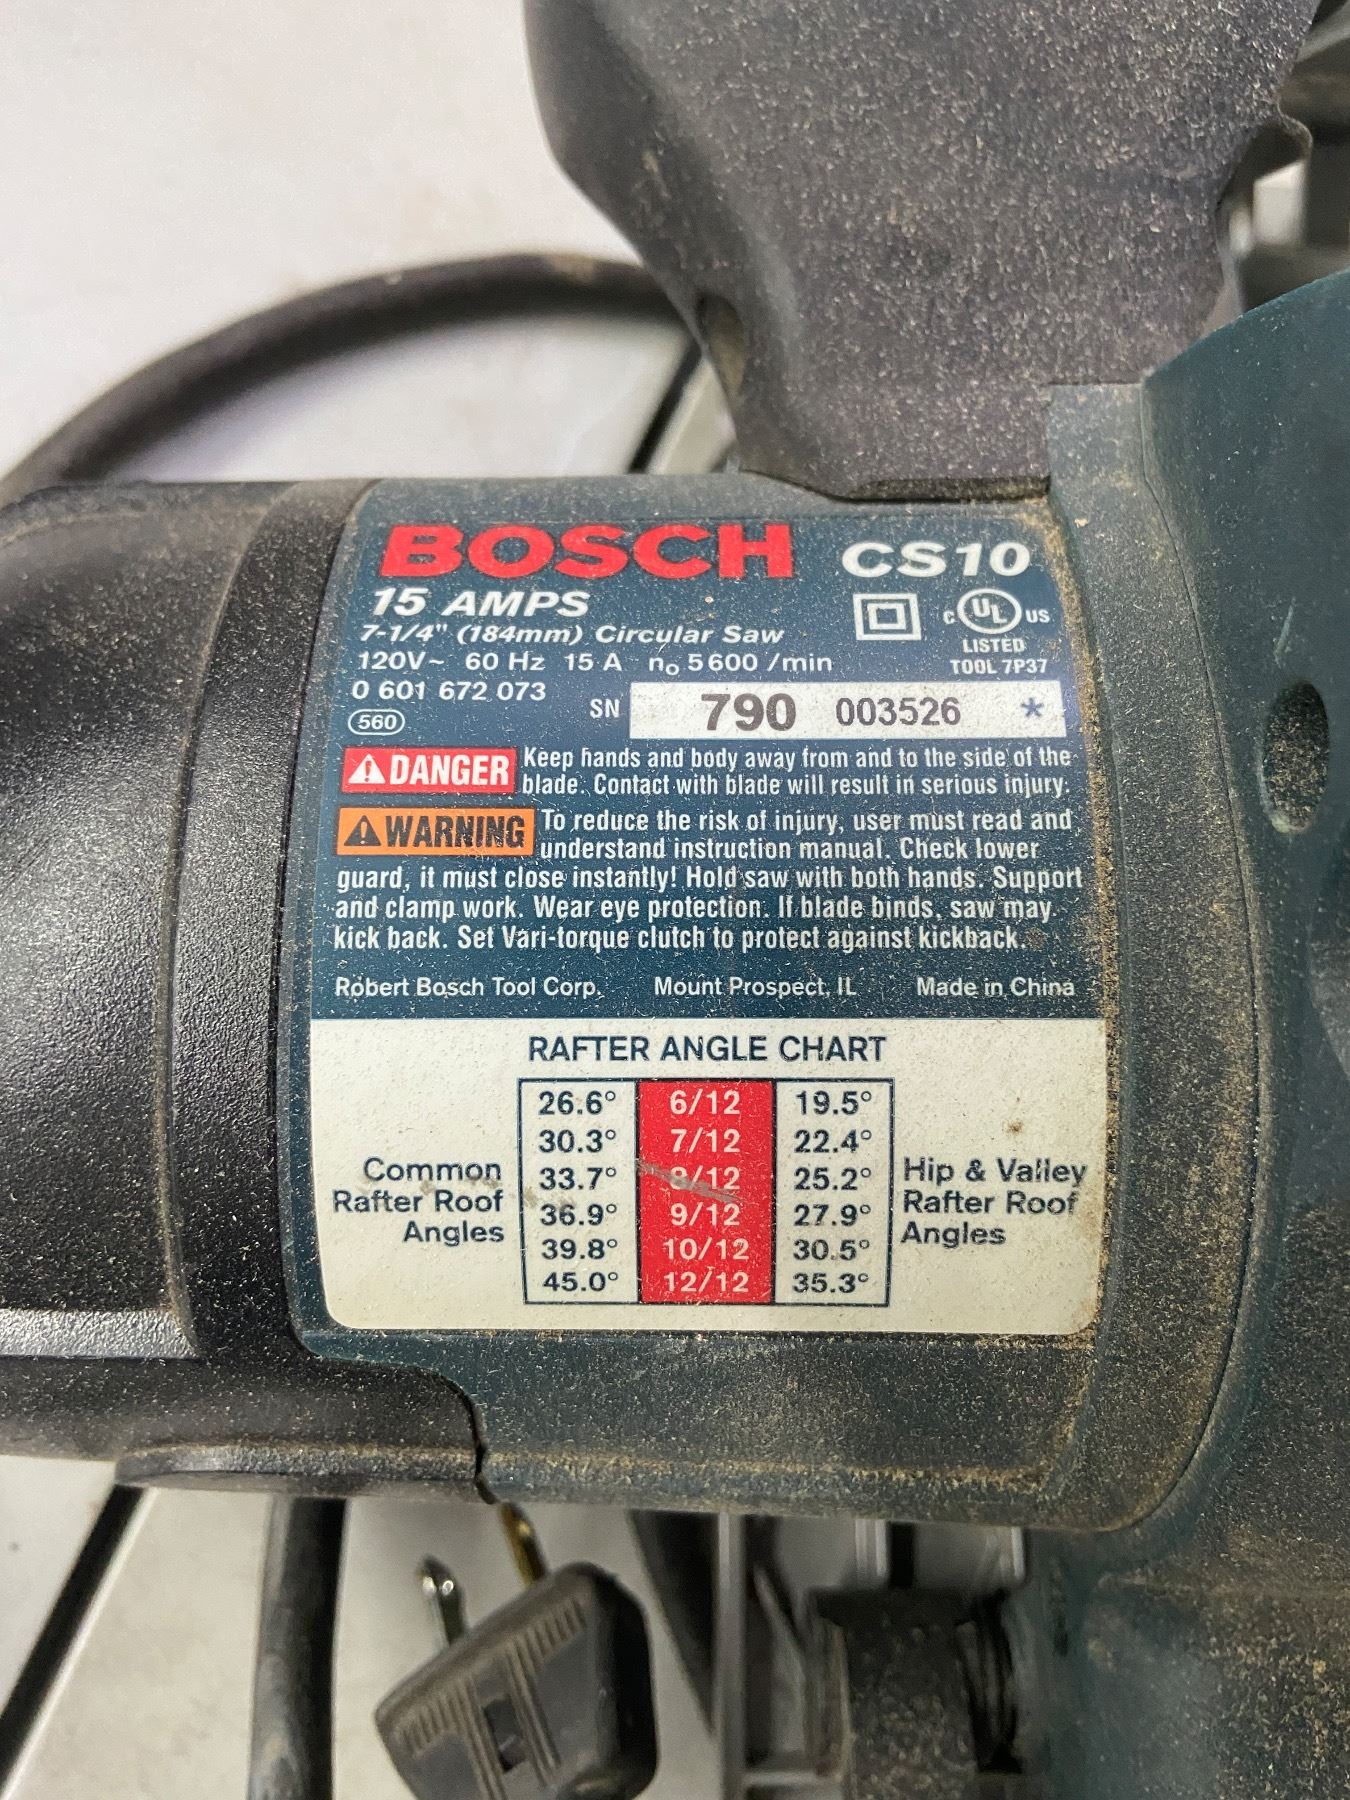 BOSCH CS10
15 AMPS
7-1/4" (184mm) Circular Saw
C UL US
LISTED
TOOL 7P37
120V~ 60 Hz 15 A n₀ 5600 /min
0 601 672 073
SN 790 003526 *
560
DANGER Keep hands and body away from and to the side of the
blade. Contact with blade will result in serious injury.
WARNING To reduce the risk of injury, user must read and
understand instruction manual. Check lower
guard, it must close instantly! Hold saw with both hands. Support
and clamp work. Wear eye protection. If blade binds, saw may
kick back. Set Vari-torque clutch to protect against kickback.
Robert Bosch Tool Corp. Mount Prospect, IL Made in China
RAFTER ANGLE CHART
Common
Rafter Roof
Angles
26.6° 6/12 19.5°
30.3° 7/12 22.4°
33.7° 8/12 25.2°
36.9° 9/12 27.9°
39.8° 10/12 30.5°
45.0° 12/12 35.3°
Hip & Valley
Rafter Roof
Angles